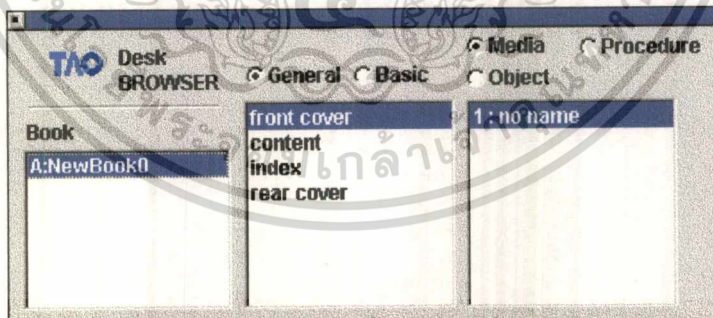 TAO Desk BROWSER
General Basic
Media Procedure
Object
Book
A:NewBook0
front cover
content
index
rear cover
1 : no name